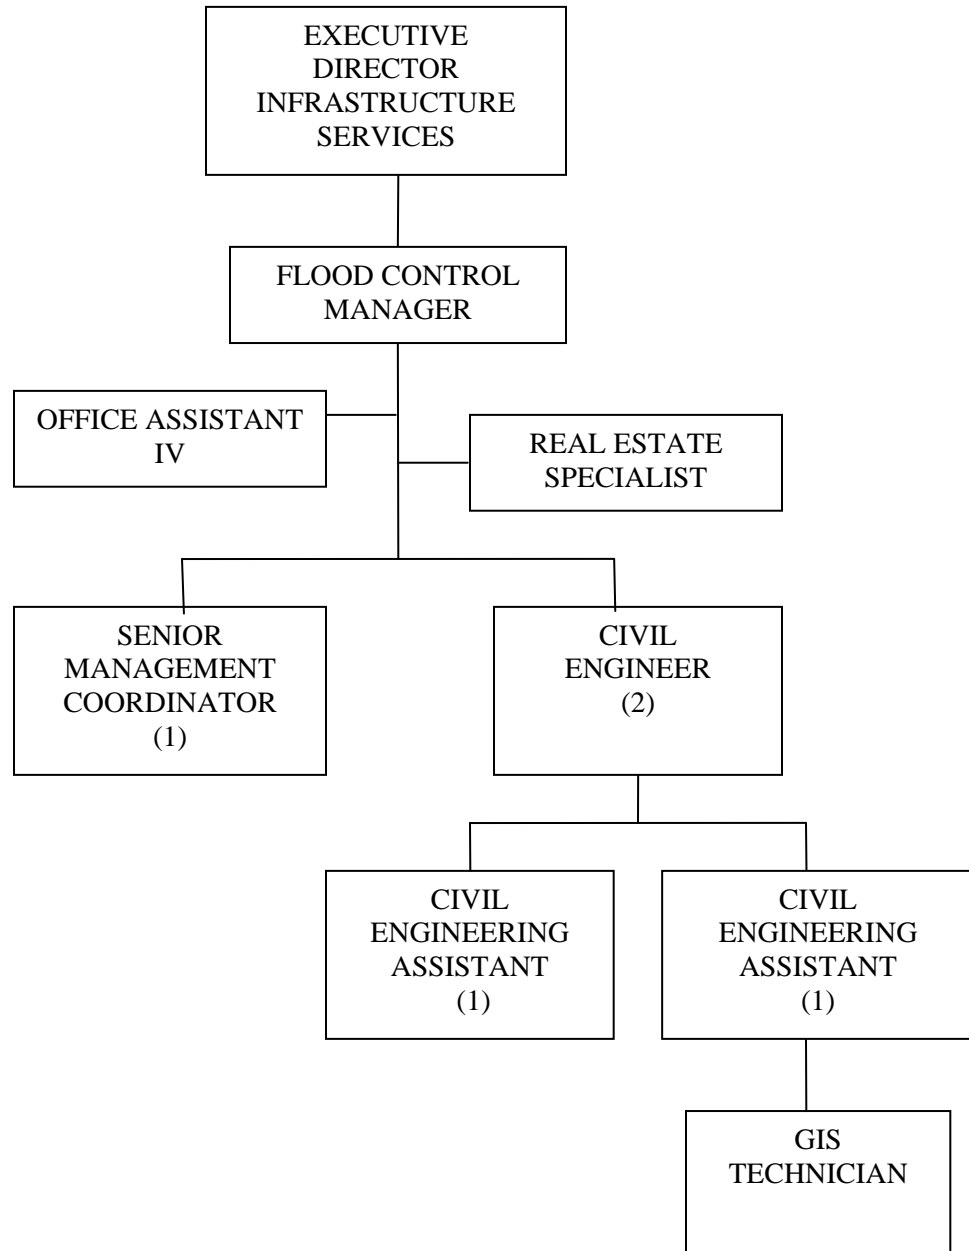 EXECUTIVE
DIRECTOR
INFRASTRUCTURE
SERVICES
FLOOD CONTROL
MANAGER
OFFICE ASSISTANT
IV
REAL ESTATE
SPECIALIST
SENIOR
MANAGEMENT
COORDINATOR
(1)
CIVIL
ENGINEER
(2)
CIVIL
ENGINEERING
ASSISTANT
(1)
CIVIL
ENGINEERING
ASSISTANT
(1)
GIS
TECHNICIAN